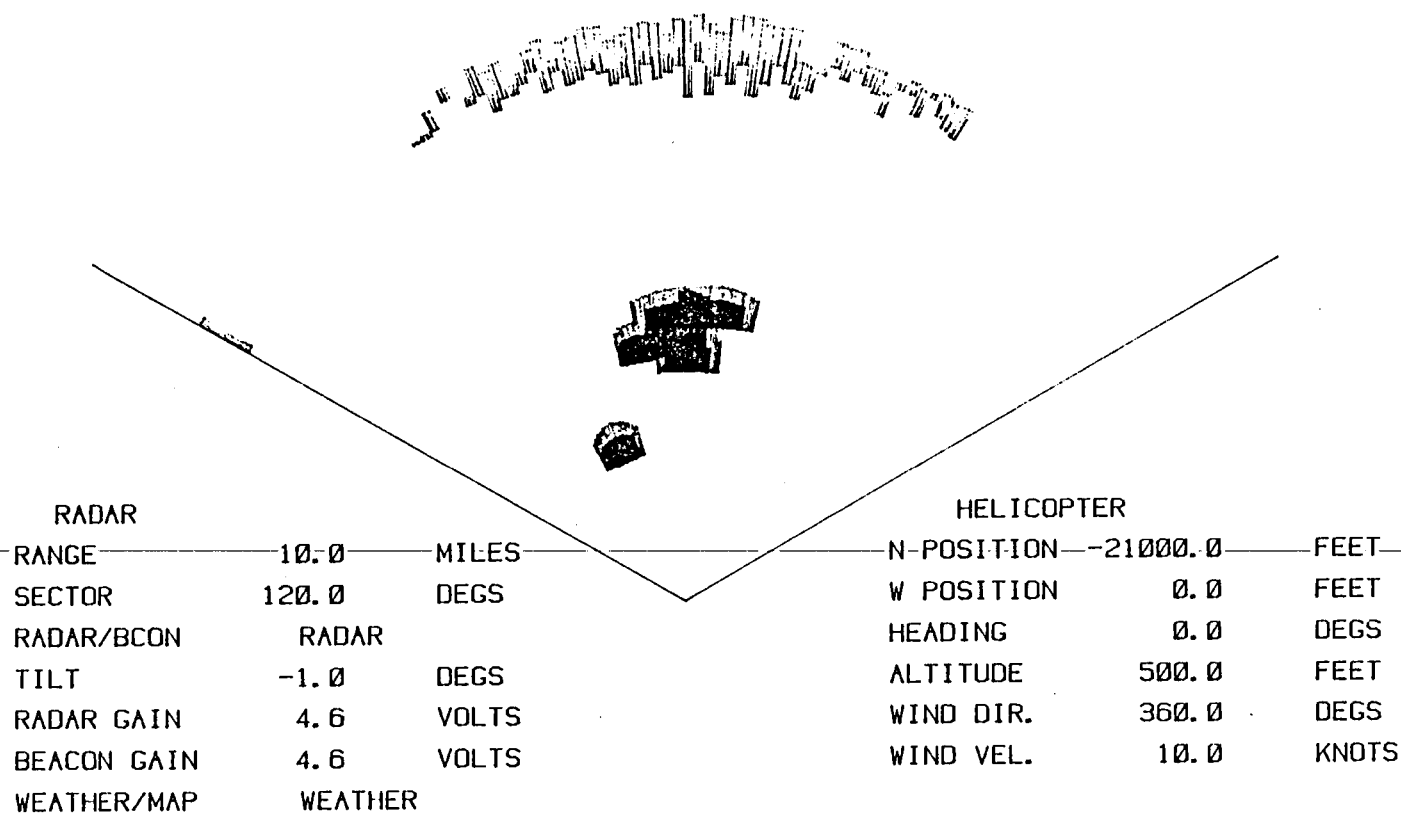 RADAR
RANGE 10.0 MILES
SECTOR 120.0 DEGS
RADAR/BCON RADAR
TILT -1.0 DEGS
RADAR GAIN 4.6 VOLTS
BEACON GAIN 4.6 VOLTS
WEATHER/MAP WEATHER
HELICOPTER
N POSITION -21000.0 FEET
W POSITION 0.0 FEET
HEADING 0.0 DEGS
ALTITUDE 500.0 FEET
WIND DIR. 360.0 DEGS
WIND VEL. 10.0 KNOTS